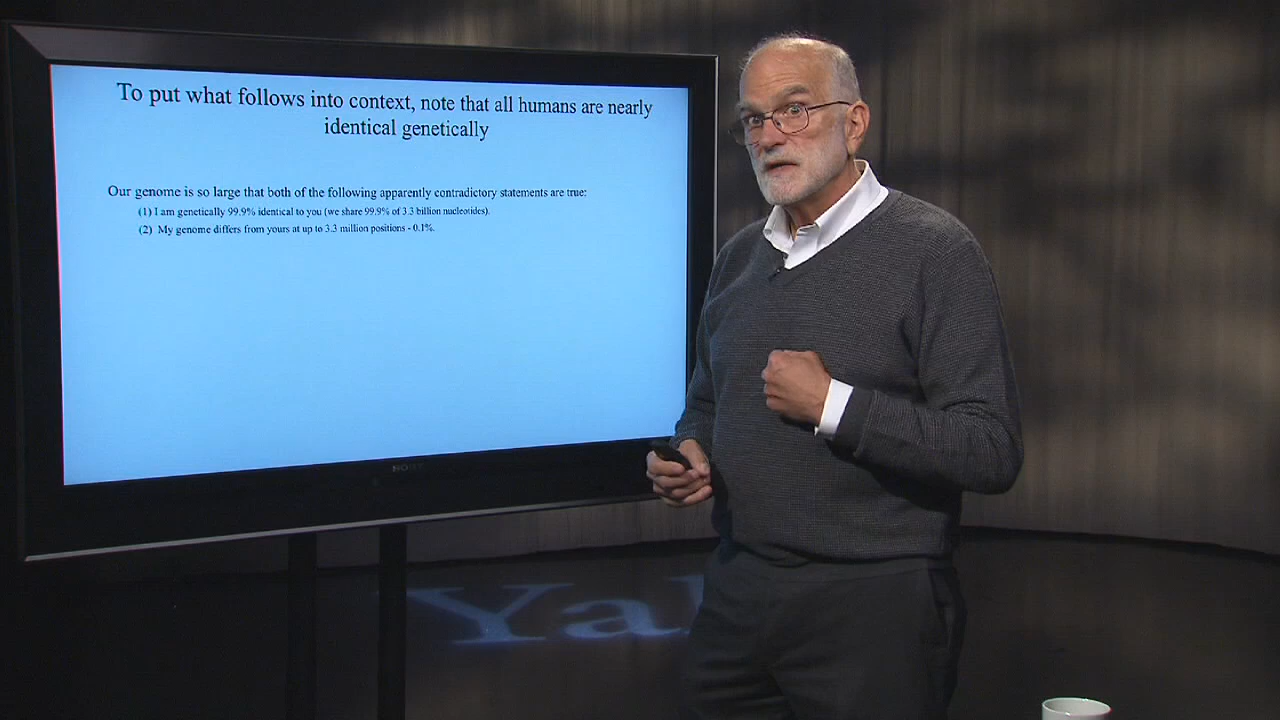 To put what follows into context, note that all humans are nearly
identical genetically
Our genome is so large that both of the following apparently contradictory statements are true:
(1) I am genetically 99.9% identical to you (we share 99.9% of 3.3 billion nucleotides).
(2) My genome differs from yours at up to 3.3 million positions - 0.1%.
SONY
Yal